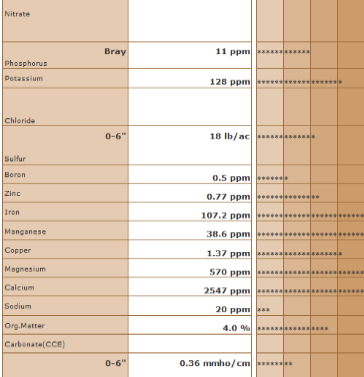 Nitrate
Bray 11 ppm ************
Phosphorus
Potassium 128 ppm *******************
Chloride
0-6" 18 lb/ac *************
Sulfur
Boron 0.5 ppm *******
Zinc 0.77 ppm **************
Iron 107.2 ppm ************************
Manganese 38.6 ppm ************************
Copper 1.37 ppm *******************
Magnesium 570 ppm ************************
Calcium 2547 ppm ************************
Sodium 20 ppm ***
Org.Matter 4.0 % ****************
Carbonate(CCE)
0-6" 0.36 mmho/cm ********